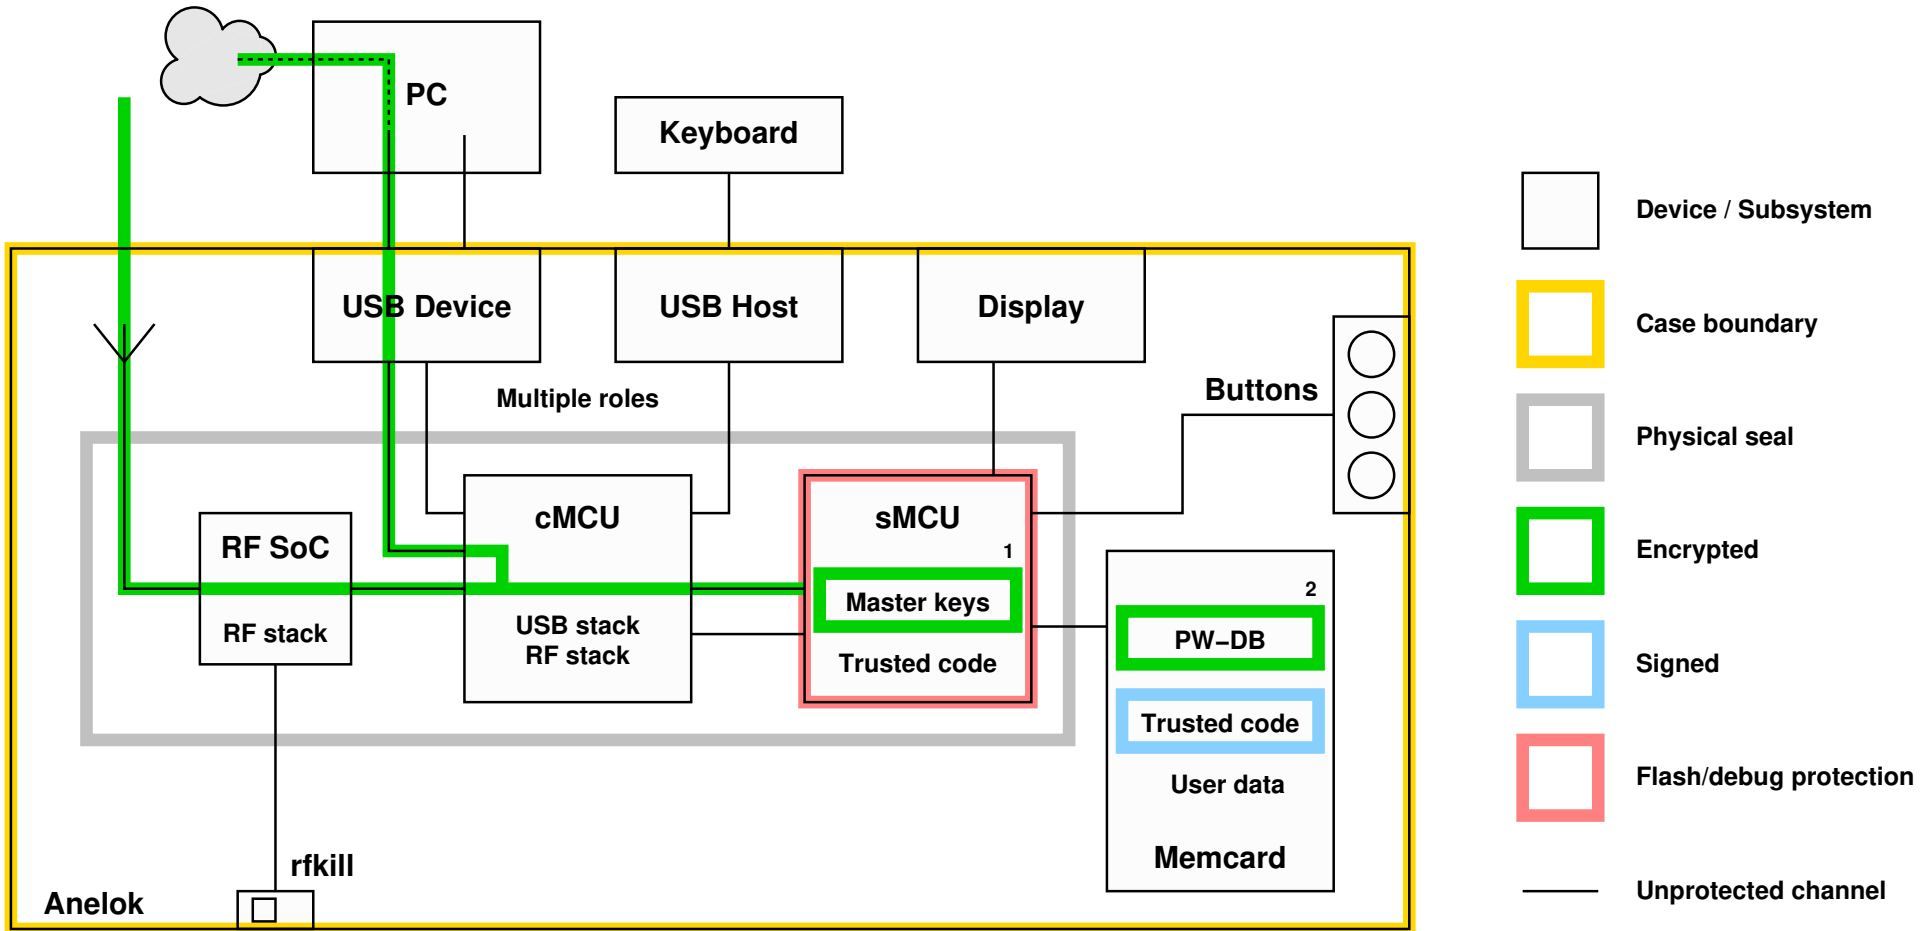 PC
Keyboard
Device / Subsystem
USB Device
USB Host
Display
Case boundary
Multiple roles
Buttons
Physical seal
cMCU
sMCU
RF SoC
1
Encrypted
2
Master keys
USB stack
RF stack
RF stack
PW–DB
Trusted code
Signed
Trusted code
User data
Flash/debug protection
Memcard
rfkill
Anelok
Unprotected channel